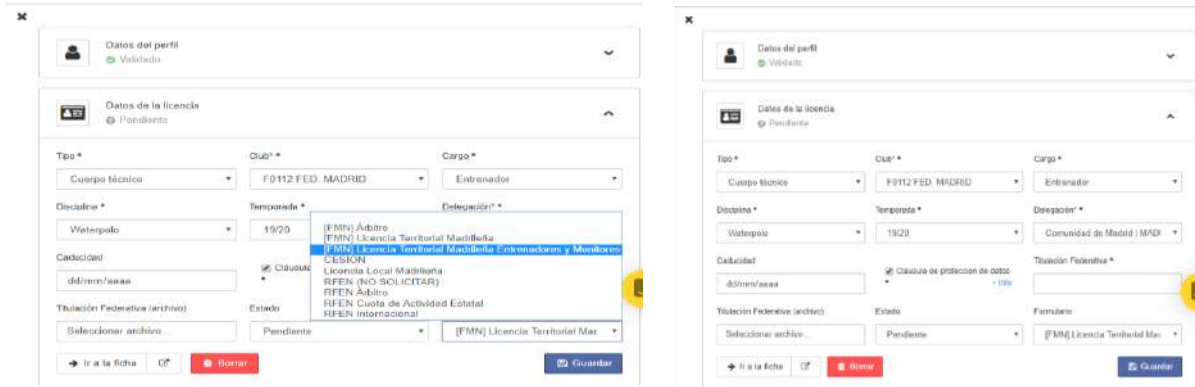 ✖
Datos del perfil
Validado
Datos de la licencia
Pendiente
Tipo *
Club* *
Cargo *
Cuerpo técnico
F0112 FED. MADRID
Entrenador
Disciplina *
Temporada *
Delegación* *
Waterpolo
19/20
[FMN] Árbitro
[FMN] Licencia Territorial Madrileña
[FMN] Licencia Territorial Madrileña Entrenadores y Monitores
CESIÓN
Licencia Local Madrileña
RFEN (NO SOLICITAR)
RFEN Árbitro
RFEN Cuota de Actividad Estatal
RFEN Internacional
Caducidad
Cláusula
*
dd/mm/aaaa
Titulación Federativa (archivo)
Estado
Seleccionar archivo...
Pendiente
[FMN] Licencia Territorial Mac
Ir a la ficha
Borrar
Guardar
✖
Datos del perfil
Validado
Datos de la licencia
Pendiente
Tipo *
Club* *
Cargo *
Cuerpo técnico
F0112 FED. MADRID
Entrenador
Disciplina *
Temporada *
Delegación* *
Waterpolo
19/20
Comunidad de Madrid | MADI
Caducidad
Cláusula de protección de datos
*
+ Info
Titulación Federativa *
dd/mm/aaaa
Titulación Federativa (archivo)
Estado
Formulario
Seleccionar archivo...
Pendiente
[FMN] Licencia Territorial Mac
Ir a la ficha
Borrar
Guardar